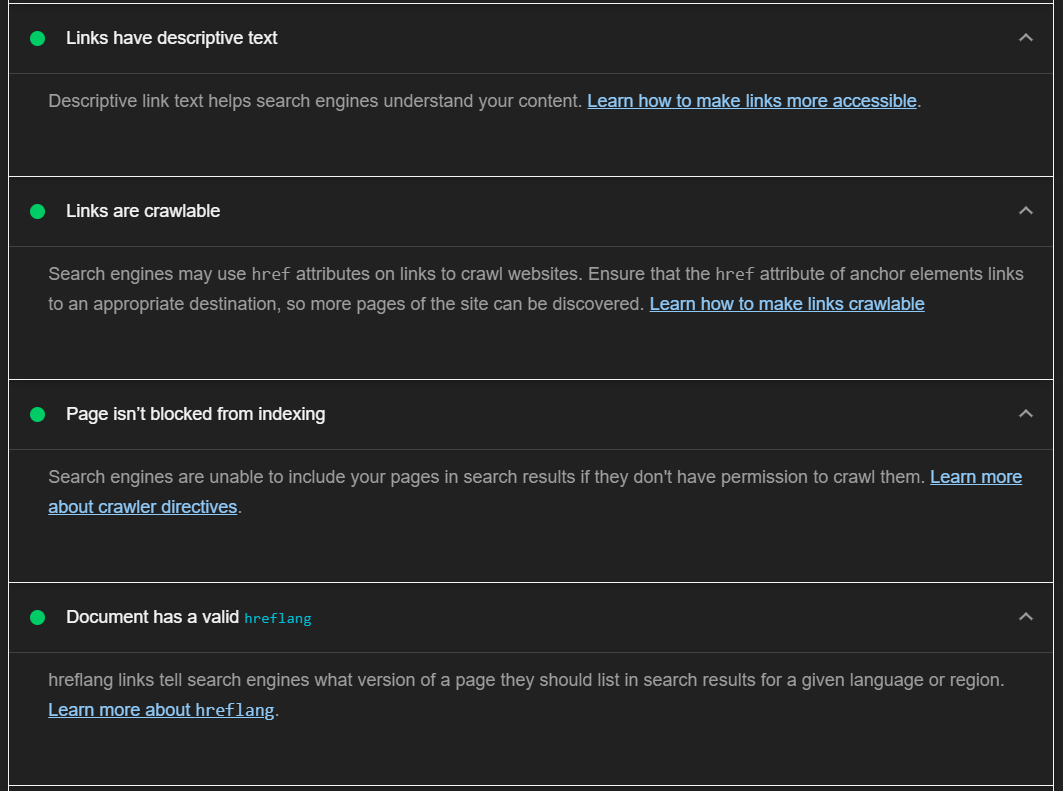 Links have descriptive text
Descriptive link text helps search engines understand your content. Learn how to make links more accessible.
Links are crawlable
Search engines may use href attributes on links to crawl websites. Ensure that the href attribute of anchor elements links
to an appropriate destination, so more pages of the site can be discovered. Learn how to make links crawlable
Page isn’t blocked from indexing
Search engines are unable to include your pages in search results if they don't have permission to crawl them. Learn more
about crawler directives.
Document has a valid hreflang
hreflang links tell search engines what version of a page they should list in search results for a given language or region.
Learn more about hreflang.